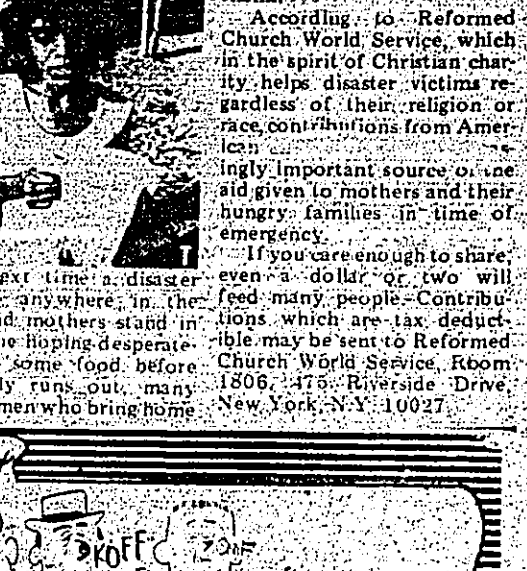 ext time a disaster
anywhere in the
mothers stand in
hoping desperate-
some food before
ly runs out, many
men who bring home
According to Reformed
Church World Service, which
in the spirit of Christian char-
ity helps disaster victims re-
gardless of their religion or
race, contributions from Amer-
ican
ingly important source of the
aid given to mothers and their
hungry families in time of
emergency.
If you care enough to share,
even a dollar or two will
feed many people. Contribu-
tions which are tax deduct-
ible may be sent to Reformed
Church World Service, Room
1806, 475 Riverside Drive,
New York, N.Y. 10027.
KOFF